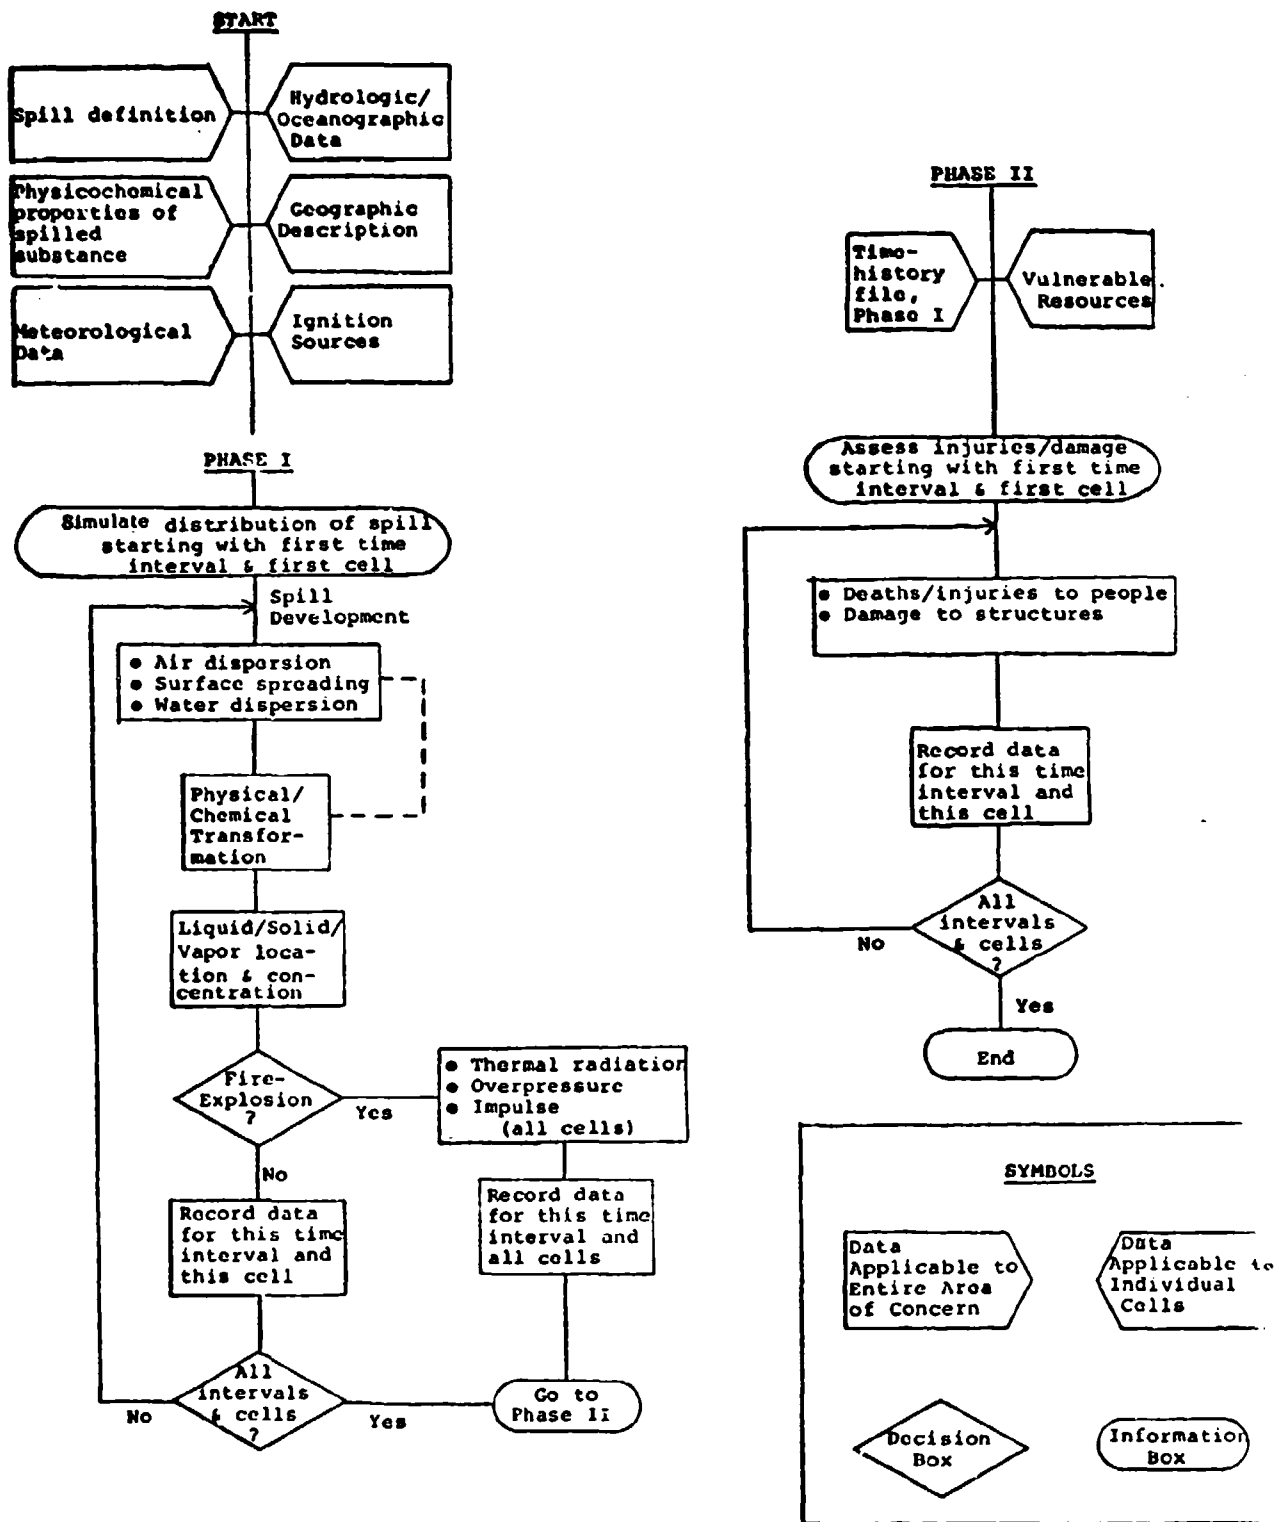 START
Spill definition
Hydrologic/
Oceanographic
Data
Physicochemical
properties of
spilled
substance
Geographic
Description
Meteorological
Data
Ignition
Sources
PHASE I
Simulate distribution of spill
starting with first time
interval & first cell
Spill
Development
● Air dispersion
● Surface spreading
● Water dispersion
Physical/
Chemical
Transfor-
mation
Liquid/Solid/
Vapor loca-
tion & con-
centration
Fire-
Explosion
?
Yes
No
● Thermal radiation
● Overpressure
● Impulse
(all cells)
Record data
for this time
interval and
this cell
Record data
for this time
interval and
all cells
All
intervals
& cells
?
No
Yes
Go to
Phase II
PHASE II
Time-
history
file,
Phase I
Vulnerable
Resources
Assess injuries/damage
starting with first time
interval & first cell
● Deaths/injuries to people
● Damage to structures
Record data
for this time
interval and
this cell
All
intervals
& cells
?
No
Yes
End
SYMBOLS
Data
Applicable to
Entire Area
of Concern
Data
Applicable to
Individual
Cells
Decision
Box
Information
Box